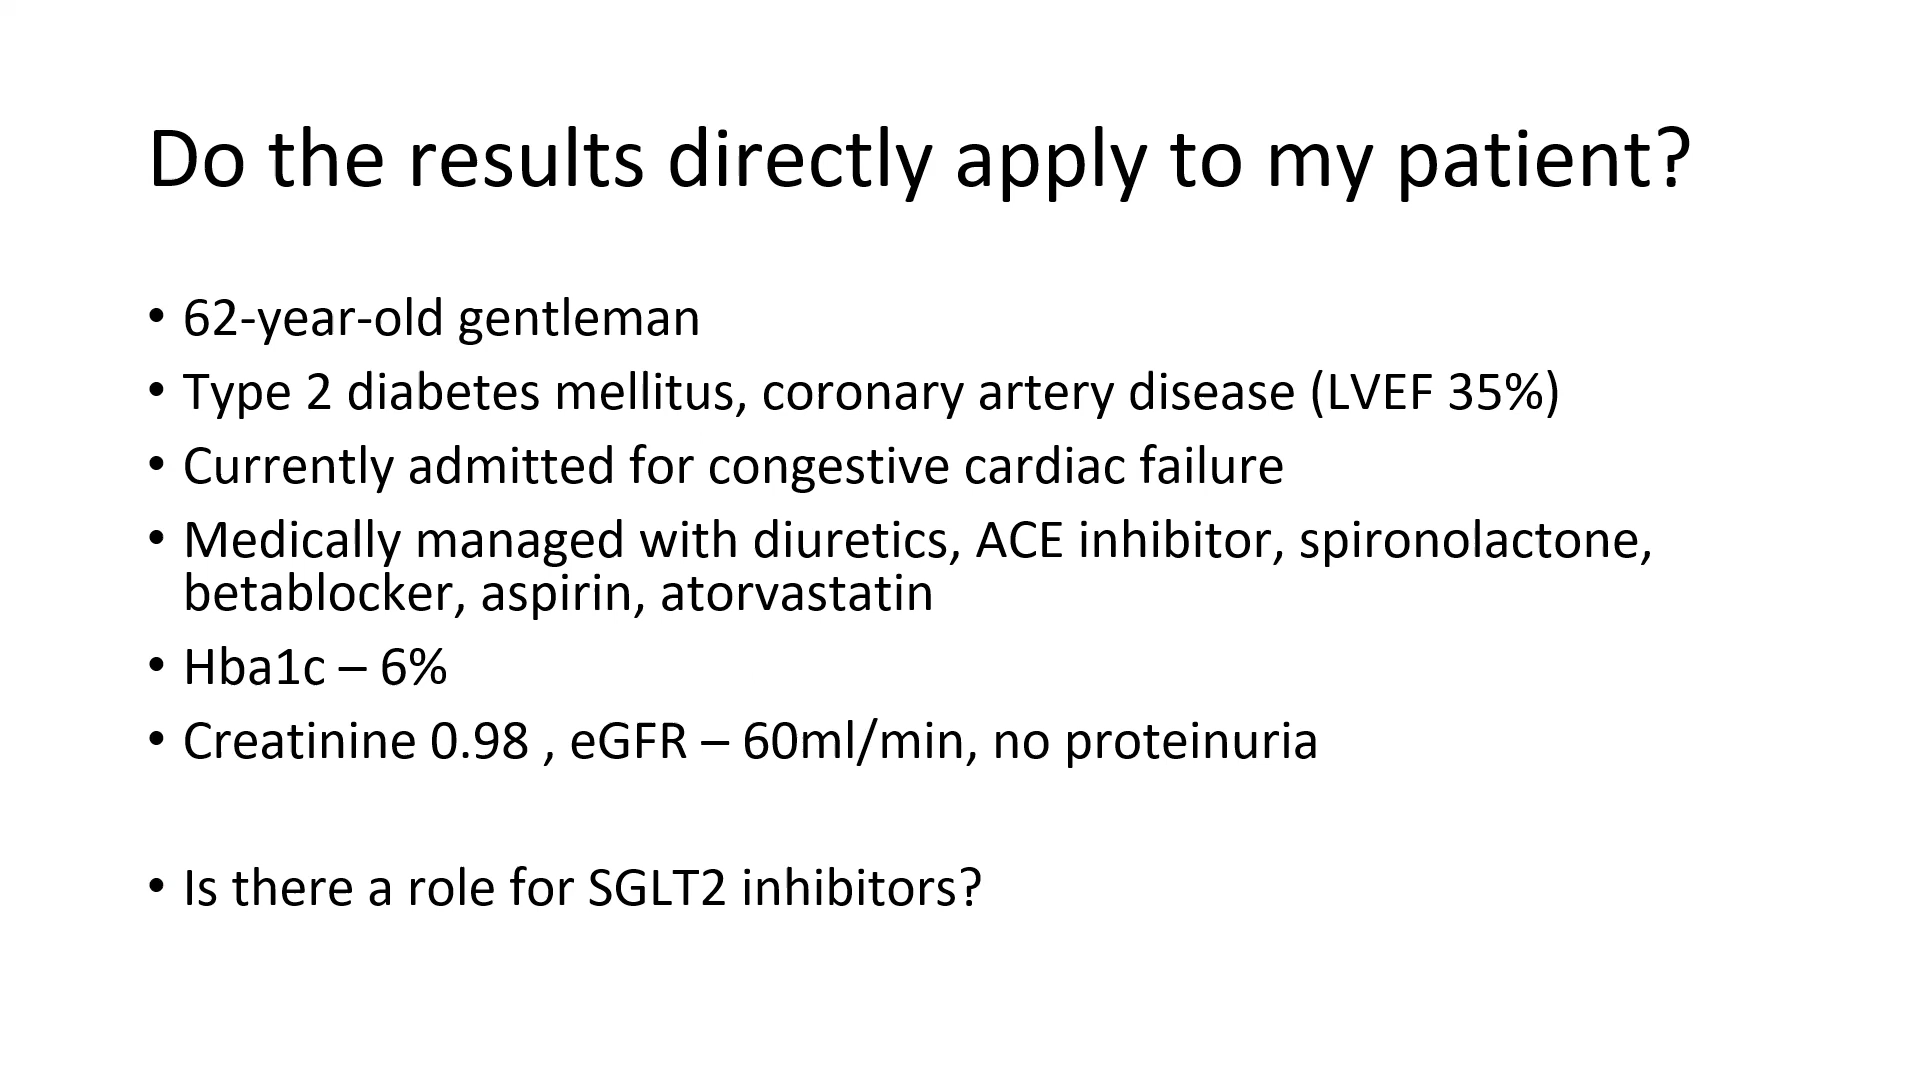 Do the results directly apply to my patient?
• 62-year-old gentleman
• Type 2 diabetes mellitus, coronary artery disease (LVEF 35%)
• Currently admitted for congestive cardiac failure
• Medically managed with diuretics, ACE inhibitor, spironolactone,
betablocker, aspirin, atorvastatin
• Hba1c – 6%
• Creatinine 0.98 , eGFR – 60ml/min, no proteinuria
• Is there a role for SGLT2 inhibitors?